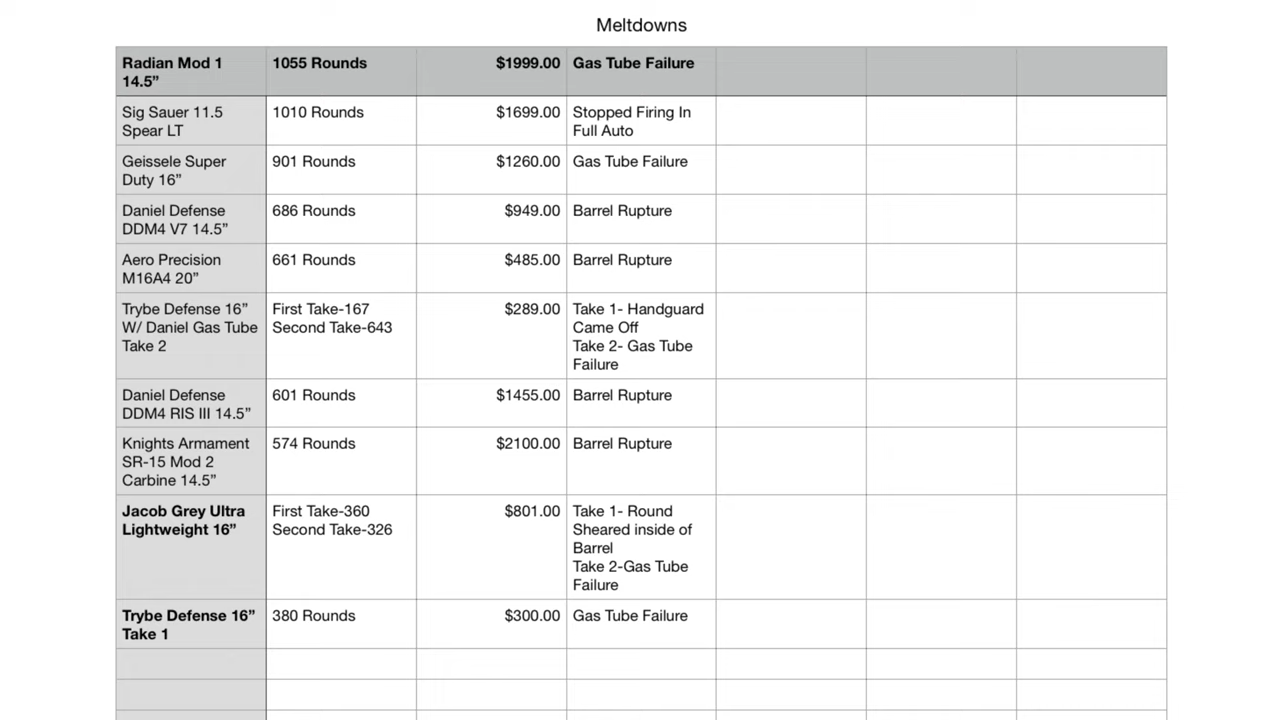 Meltdowns
Radian Mod 1 1055 Rounds $1999.00 Gas Tube Failure
14.5”
Sig Sauer 11.5 1010 Rounds $1699.00 Stopped Firing In
Spear LT Full Auto
Geissele Super 901 Rounds $1260.00 Gas Tube Failure
Duty 16”
Daniel Defense 686 Rounds $949.00 Barrel Rupture
DDM4 V7 14.5”
Aero Precision 661 Rounds $485.00 Barrel Rupture
M16A4 20”
Trybe Defense 16” First Take-167 $289.00 Take 1- Handguard
W/ Daniel Gas Tube Second Take-643 Came Off
Take 2 Take 2- Gas Tube
Failure
Daniel Defense 601 Rounds $1455.00 Barrel Rupture
DDM4 RIS III 14.5”
Knights Armament 574 Rounds $2100.00 Barrel Rupture
SR-15 Mod 2
Carbine 14.5”
Jacob Grey Ultra First Take-360 $801.00 Take 1- Round
Lightweight 16” Second Take-326 Sheared inside of
Barrel
Take 2-Gas Tube
Failure
Trybe Defense 16” 380 Rounds $300.00 Gas Tube Failure
Take 1